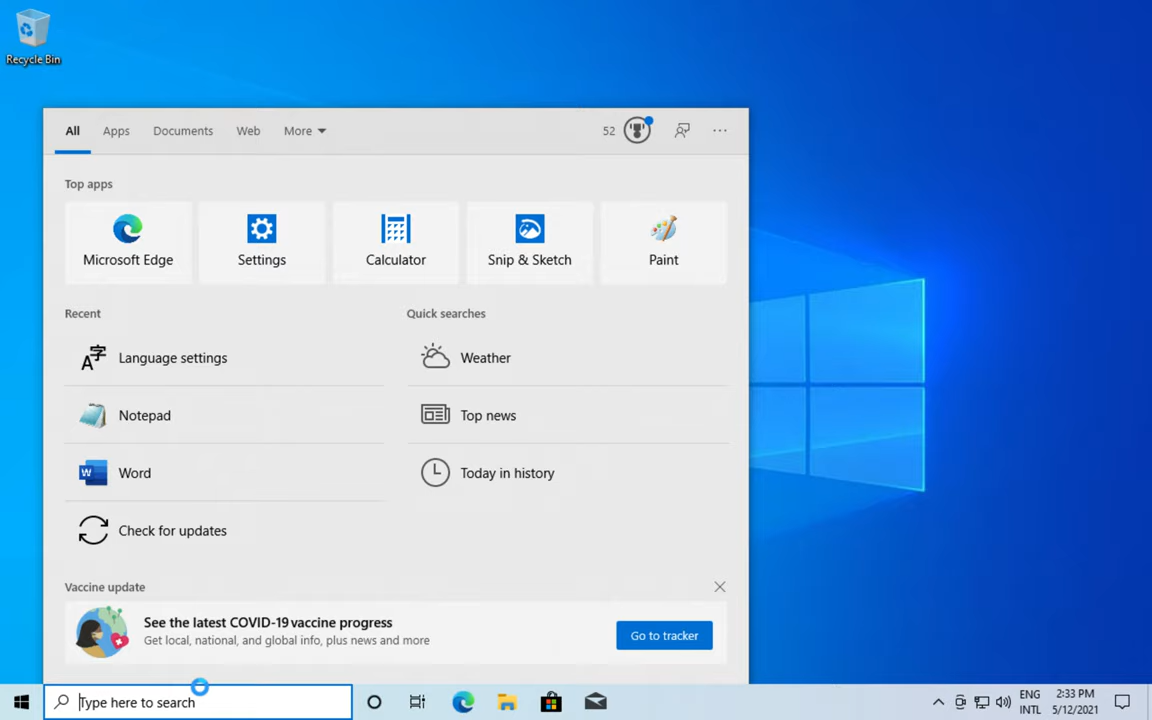 Recycle Bin
All Apps Documents Web More 52
Top apps
Microsoft Edge Settings Calculator Snip & Sketch Paint
Recent
Language settings
Notepad
Word
Check for updates
Quick searches
Weather
Top news
Today in history
Vaccine update
See the latest COVID-19 vaccine progress
Get local, national, and global info, plus news and more
Go to tracker
Type here to search
ENG
INTL
2:33 PM
5/12/2021